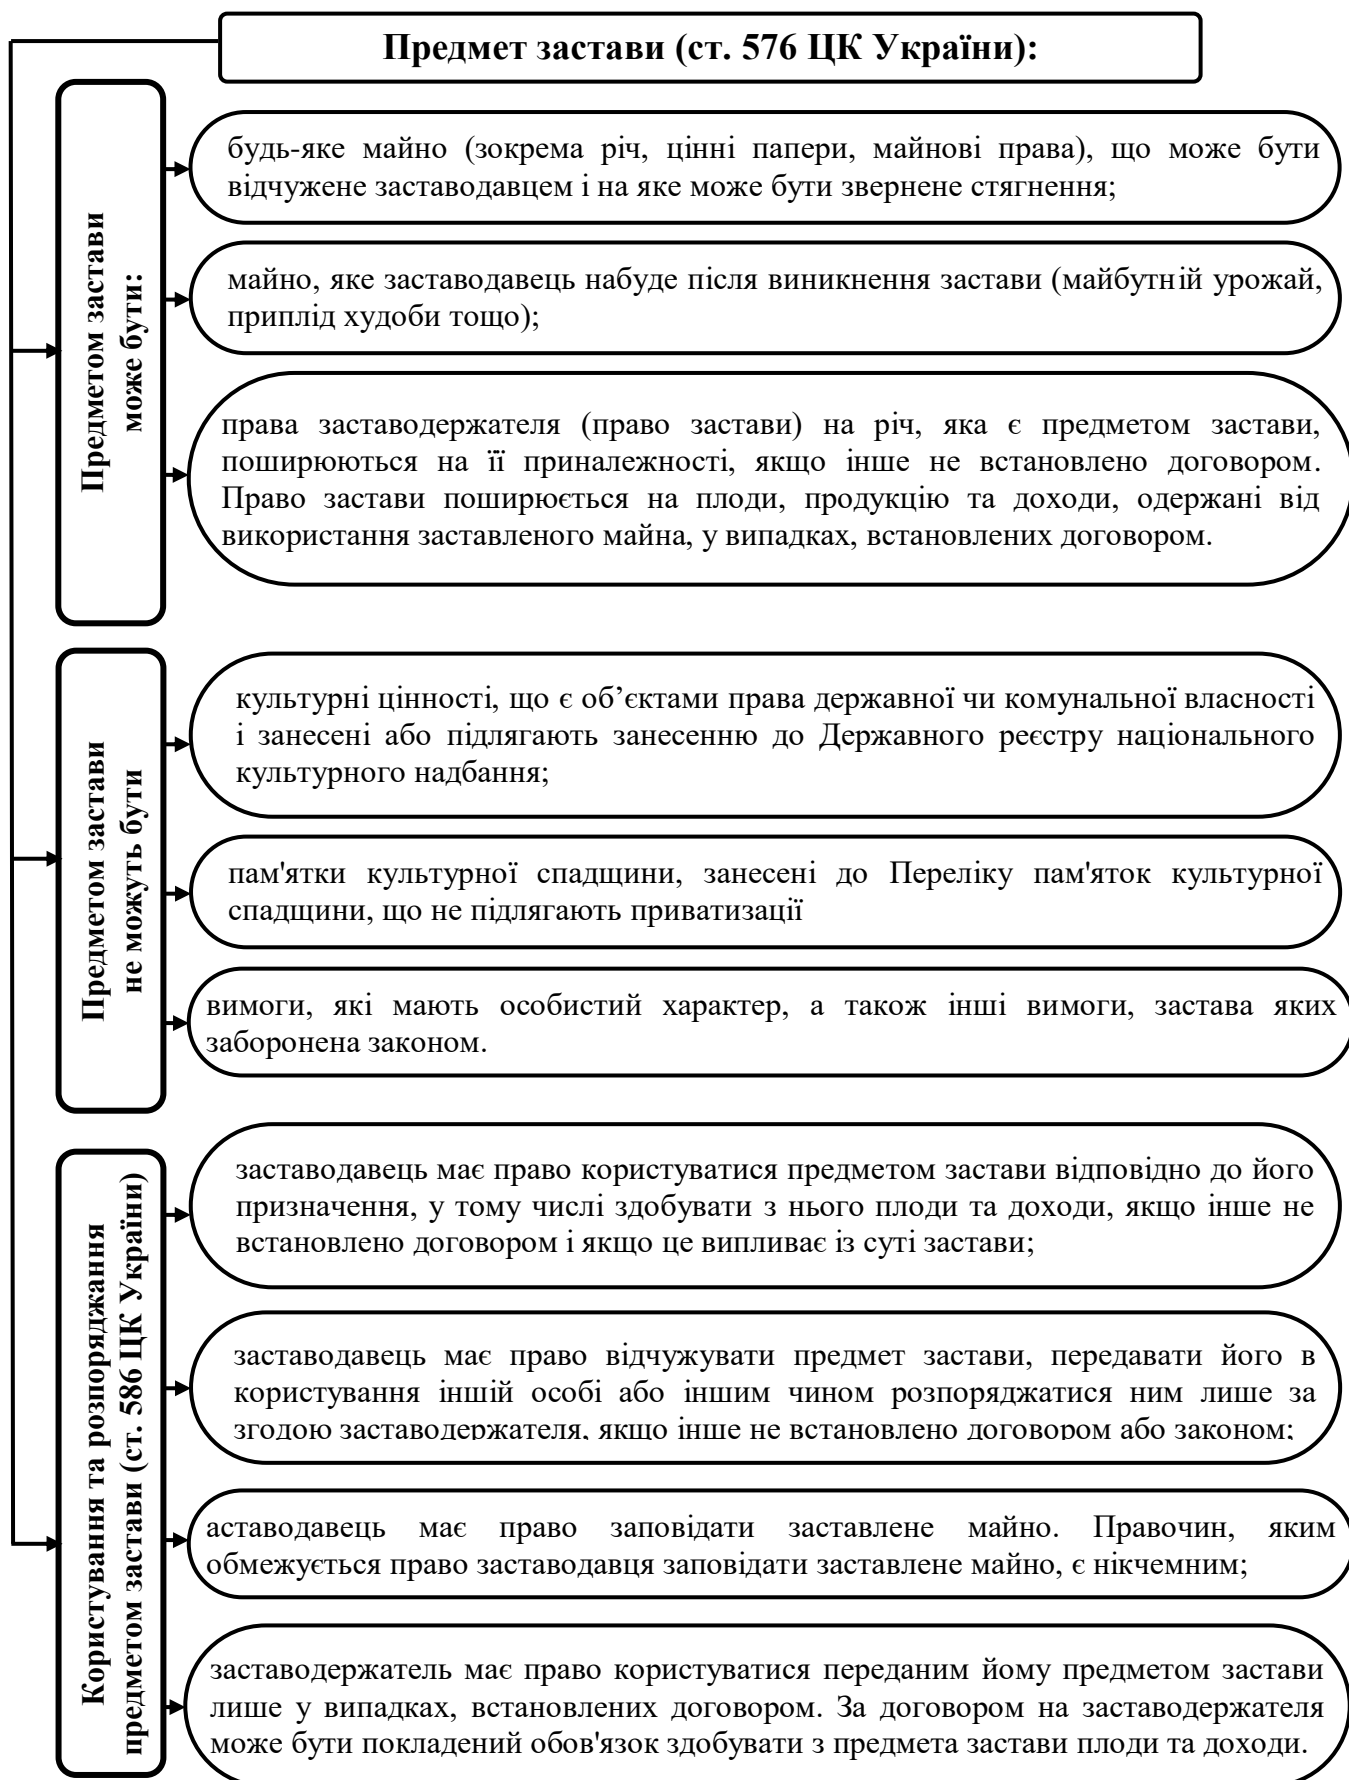 Предмет застави (ст. 576 ЦК України):
Предметом застави
може бути:
будь-яке майно (зокрема річ, цінні папери, майнові права), що може бути
відчужене заставодавцем і на яке може бути звернене стягнення;
майно, яке заставодавець набуде після виникнення застави (майбутній урожай,
приплід худоби тощо);
права заставодержателя (право застави) на річ, яка є предметом застави,
поширюються на її приналежності, якщо інше не встановлено договором.
Право застави поширюється на плоди, продукцію та доходи, одержані від
використання заставленого майна, у випадках, встановлених договором.
Предметом застави
не можуть бути
культурні цінності, що є об’єктами права державної чи комунальної власності
і занесені або підлягають занесенню до Державного реєстру національного
культурного надбання;
пам'ятки культурної спадщини, занесені до Переліку пам'яток культурної
спадщини, що не підлягають приватизації
вимоги, які мають особистий характер, а також інші вимоги, застава яких
заборонена законом.
Користування та розпоряджання
предметом застави (ст. 586 ЦК України)
заставодавець має право користуватися предметом застави відповідно до його
призначення, у тому числі здобувати з нього плоди та доходи, якщо інше не
встановлено договором і якщо це випливає із суті застави;
заставодавець має право відчужувати предмет застави, передавати його в
користування іншій особі або іншим чином розпоряджатися ним лише за
згодою заставодержателя, якщо інше не встановлено договором або законом;
аставодавець має право заповідати заставлене майно. Правочин, яким
обмежується право заставодавця заповідати заставлене майно, є нікчемним;
заставодержатель має право користуватися переданим йому предметом застави
лише у випадках, встановлених договором. За договором на заставодержателя
може бути покладений обов'язок здобувати з предмета застави плоди та доходи.